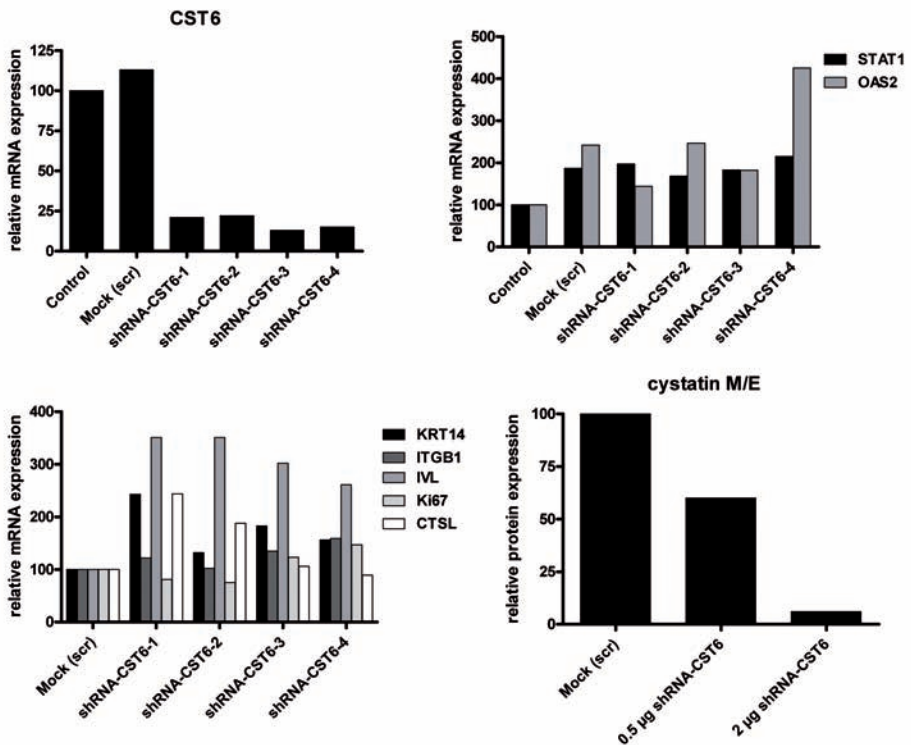 CST6
relative mRNA expression
125
100
75
50
25
0
Control
Mock (scr)
shRNA-CST6-1
shRNA-CST6-2
shRNA-CST6-3
shRNA-CST6-4
relative mRNA expression
500
400
300
200
100
0
Control
Mock (scr)
shRNA-CST6-1
shRNA-CST6-2
shRNA-CST6-3
shRNA-CST6-4
STAT1
OAS2
relative mRNA expression
400
300
200
100
0
Mock (scr)
shRNA-CST6-1
shRNA-CST6-2
shRNA-CST6-3
shRNA-CST6-4
KRT14
ITGB1
IVL
Ki67
CTSL
cystatin M/E
relative protein expression
100
75
50
25
0
Mock (scr)
0.5 µg shRNA-CST6
2 µg shRNA-CST6